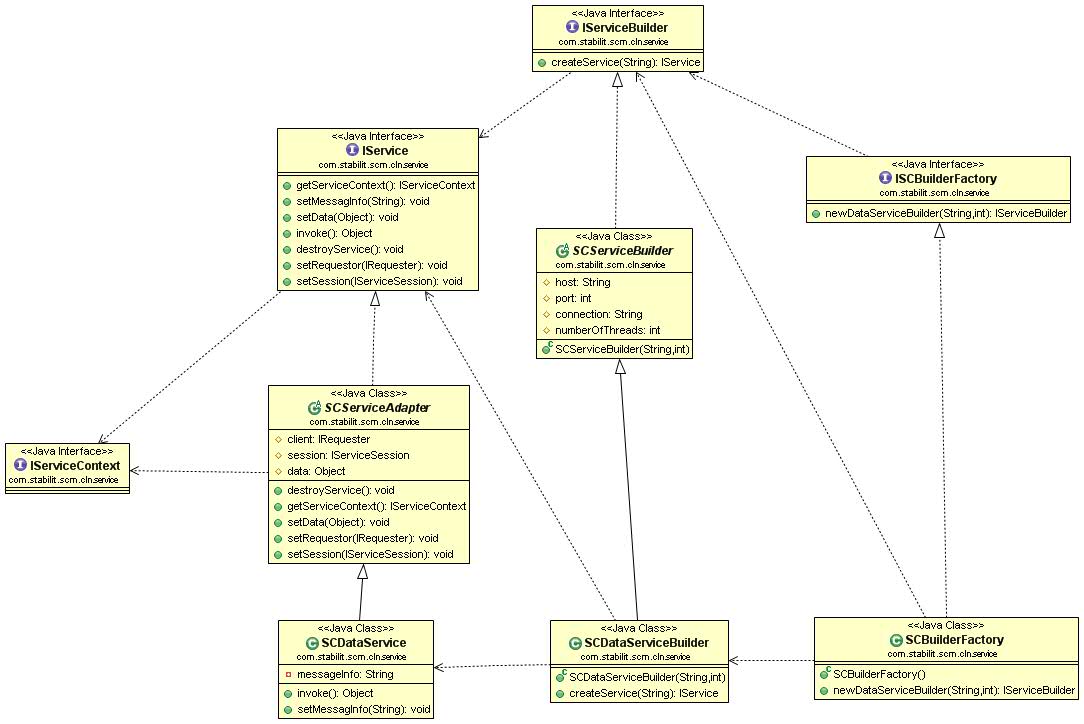 <<Java Interface>>
IServiceBuilder
com.stabilit.scm.cln.service
createService(String): IService
<<Java Interface>>
IService
com.stabilit.scm.cln.service
getServiceContext(): IServiceContext
setMessagInfo(String): void
setData(Object): void
invoke(): Object
destroyService(): void
setRequestor(IRequester): void
setSession(IServiceSession): void
<<Java Interface>>
ISCBuilderFactory
com.stabilit.scm.cln.service
newDataServiceBuilder(String,int): IServiceBuilder
<<Java Class>>
SCServiceBuilder
com.stabilit.scm.cln.service
host: String
port: int
connection: String
numberOfThreads: int
SCServiceBuilder(String,int)
<<Java Class>>
SCServiceAdapter
com.stabilit.scm.cln.service
client: IRequester
session: IServiceSession
data: Object
destroyService(): void
getServiceContext(): IServiceContext
setData(Object): void
setRequestor(IRequester): void
setSession(IServiceSession): void
<<Java Interface>>
IServiceContext
com.stabilit.scm.cln.service
<<Java Class>>
SCDataService
com.stabilit.scm.cln.service
messageInfo: String
invoke(): Object
setMessagInfo(String): void
<<Java Class>>
SCDataServiceBuilder
com.stabilit.scm.cln.service
SCDataServiceBuilder(String,int)
createService(String): IService
<<Java Class>>
SCBuilderFactory
com.stabilit.scm.cln.service
SCBuilderFactory()
newDataServiceBuilder(String,int): IServiceBuilder